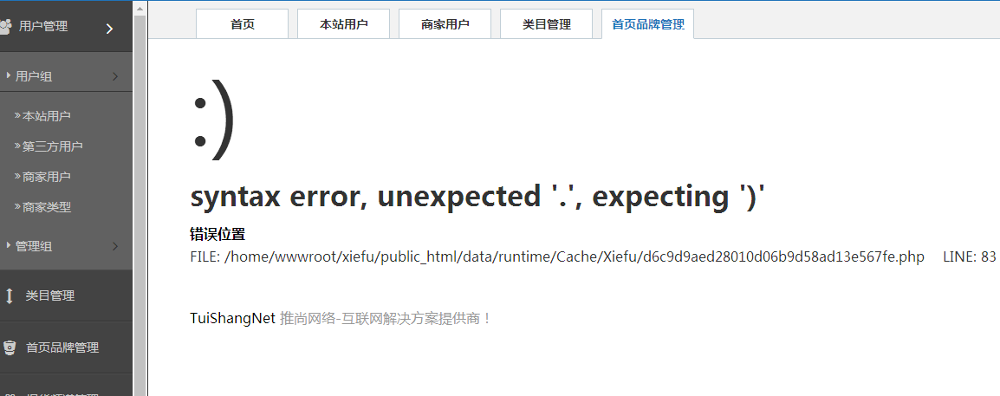 首页 本站用户 商家用户 类目管理 首页品牌管理
用户管理
用户组
»本站用户
»第三方用户
»商家用户
»商家类型
管理组
类目管理
首页品牌管理
:)
syntax error, unexpected '.', expecting ')'
错误位置
FILE: /home/wwwroot/xiefu/public_html/data/runtime/Cache/Xiefu/d6c9d9aed28010d06b9d58ad13e567fe.php LINE: 83
TuiShangNet 推尚网络-互联网解决方案提供商！